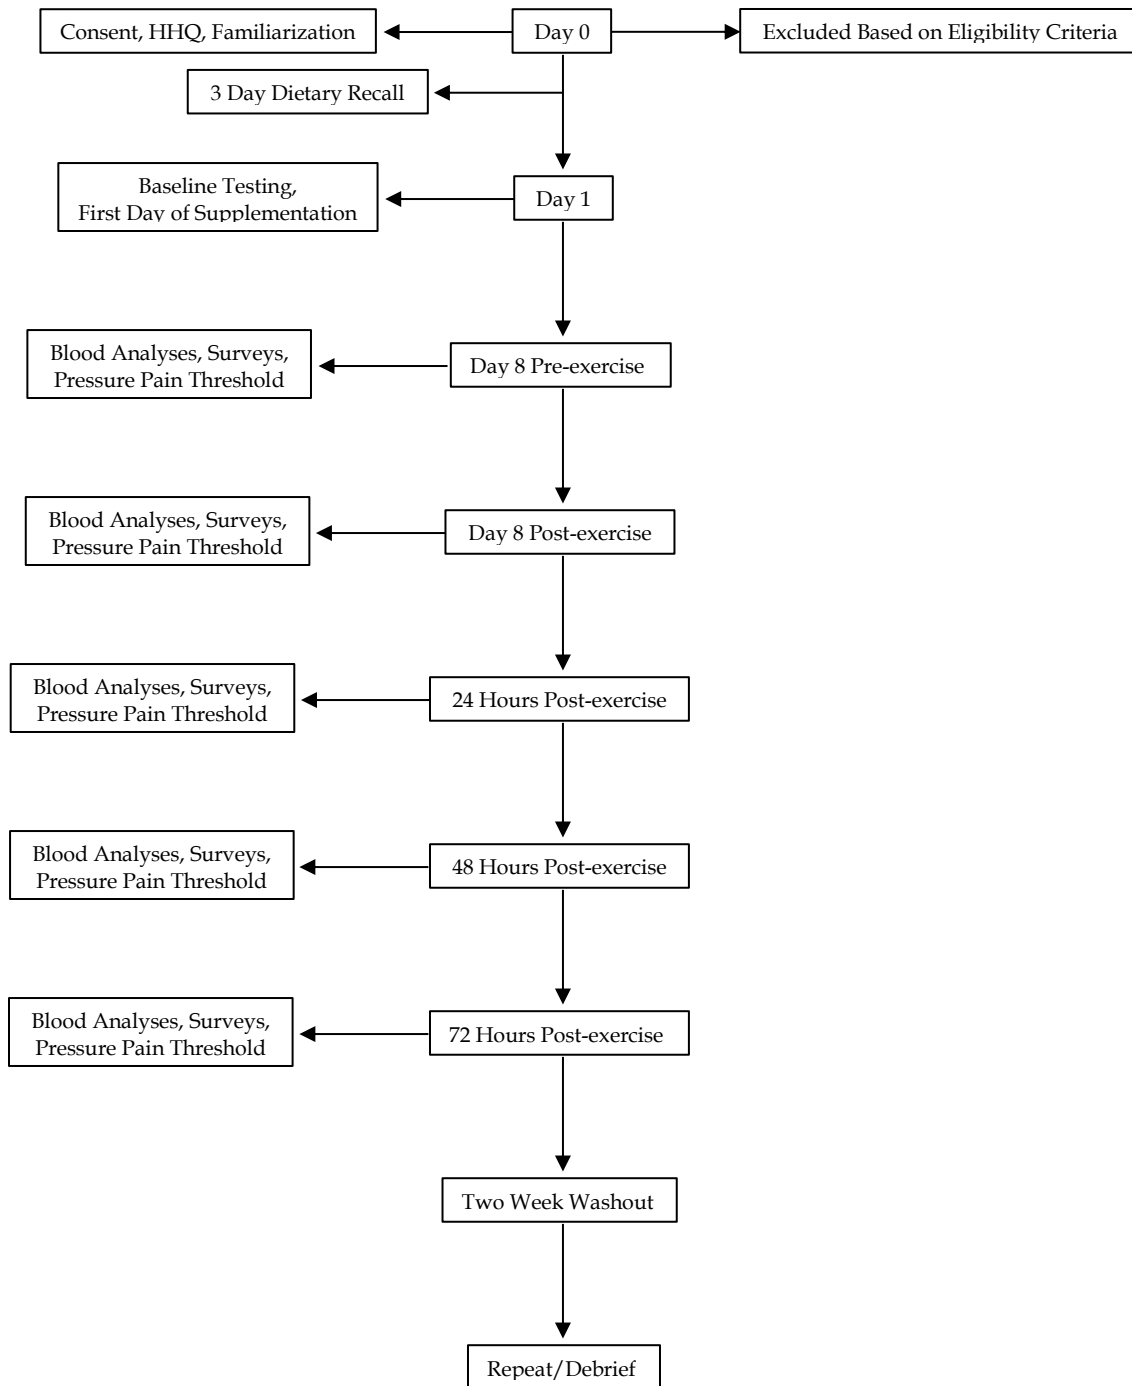 Consent, HHQ, Familiarization
Day 0
Excluded Based on Eligibility Criteria
3 Day Dietary Recall
Baseline Testing,
First Day of Supplementation
Day 1
Blood Analyses, Surveys,
Pressure Pain Threshold
Day 8 Pre-exercise
Blood Analyses, Surveys,
Pressure Pain Threshold
Day 8 Post-exercise
Blood Analyses, Surveys,
Pressure Pain Threshold
24 Hours Post-exercise
Blood Analyses, Surveys,
Pressure Pain Threshold
48 Hours Post-exercise
Blood Analyses, Surveys,
Pressure Pain Threshold
72 Hours Post-exercise
Two Week Washout
Repeat/Debrief